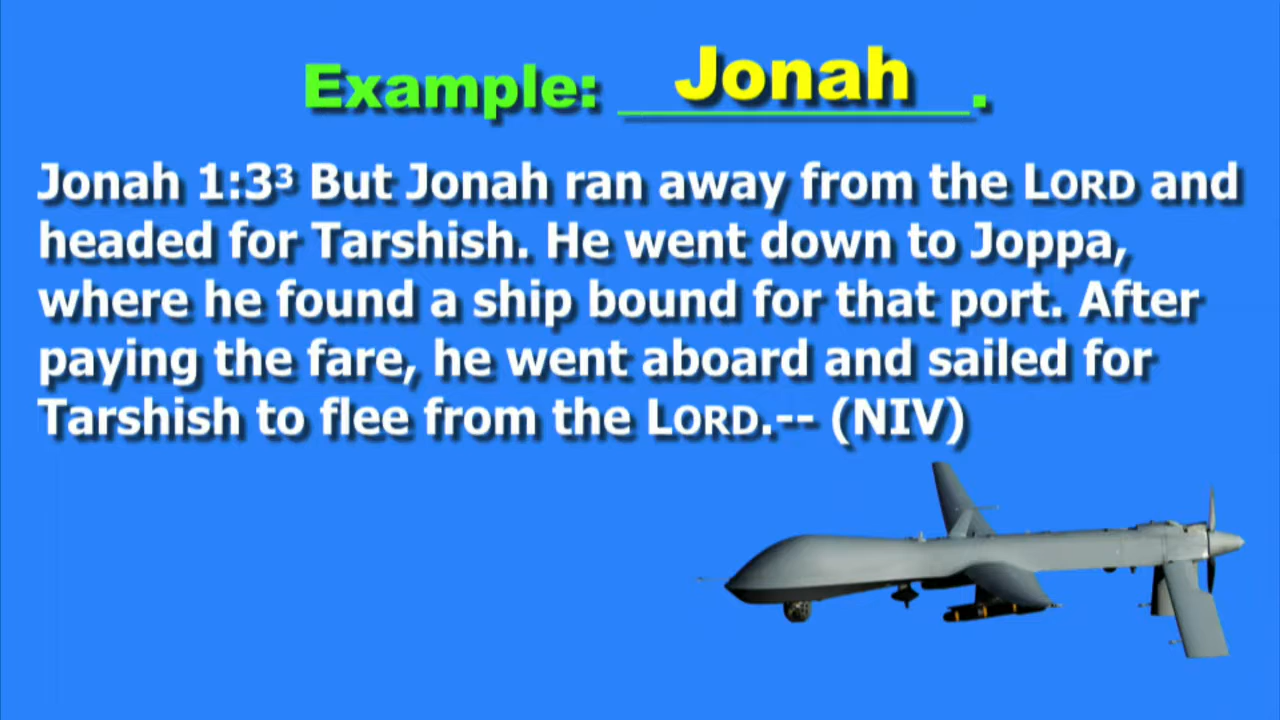 Example: Jonah.
Jonah 1:3³ But Jonah ran away from the LORD and
headed for Tarshish. He went down to Joppa,
where he found a ship bound for that port. After
paying the fare, he went aboard and sailed for
Tarshish to flee from the LORD.-- (NIV)